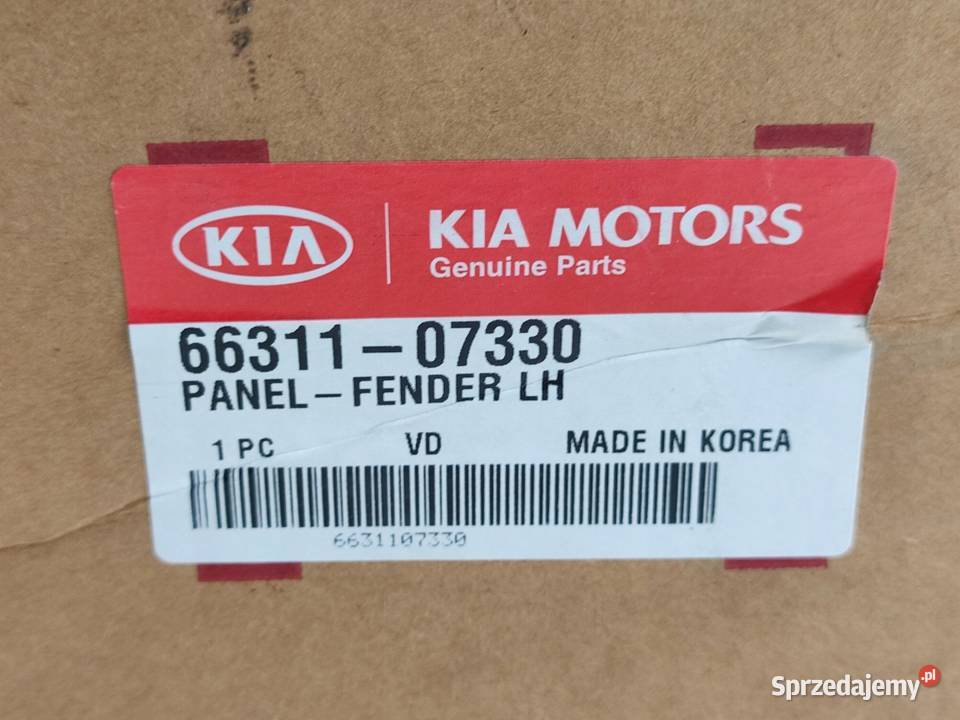 KIA
KIA MOTORS
Genuine Parts
66311-07330
PANEL-FENDER LH
1 PC VD MADE IN KOREA
6631107330
Sprzedajemy.pl